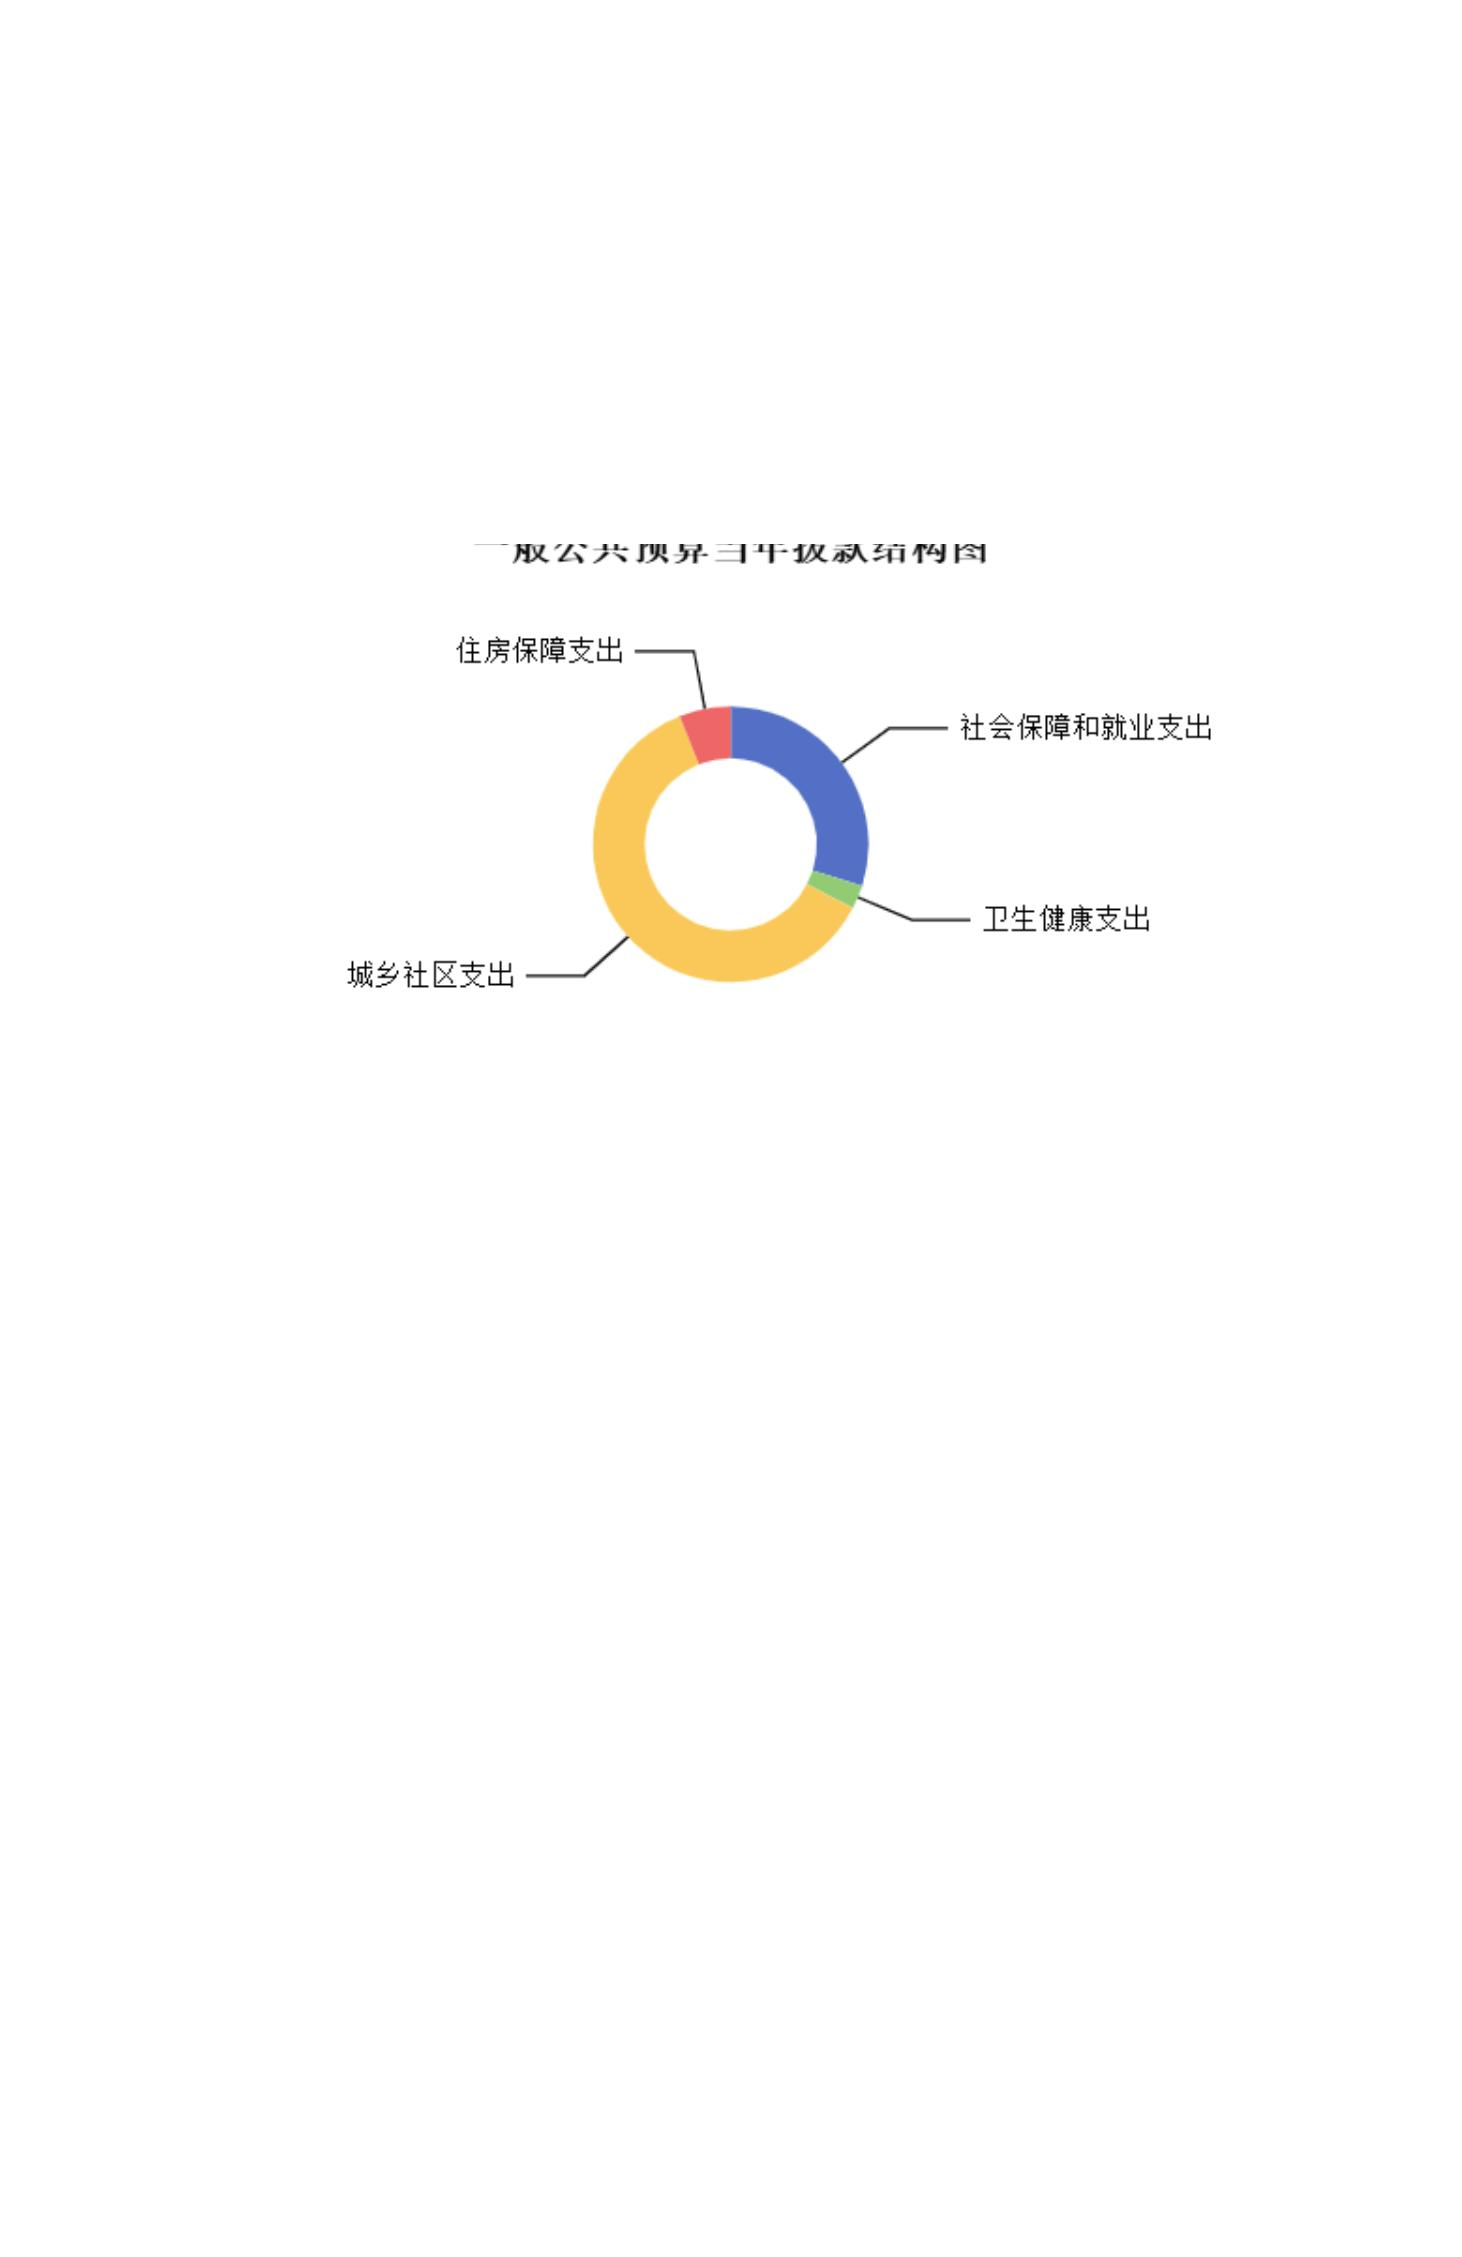 一般公共预算当年拨款结构图
住房保障支出
社会保障和就业支出
卫生健康支出
城乡社区支出